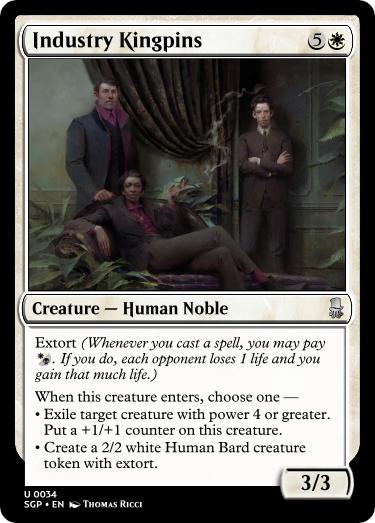 Industry Kingpins 5
Creature — Human Noble
Extort (Whenever you cast a spell, you may pay
. If you do, each opponent loses 1 life and you
gain that much life.)
When this creature enters, choose one —
• Exile target creature with power 4 or greater.
Put a +1/+1 counter on this creature.
• Create a 2/2 white Human Bard creature
token with extort.
3/3
U 0034
SGP • EN Thomas Ricci